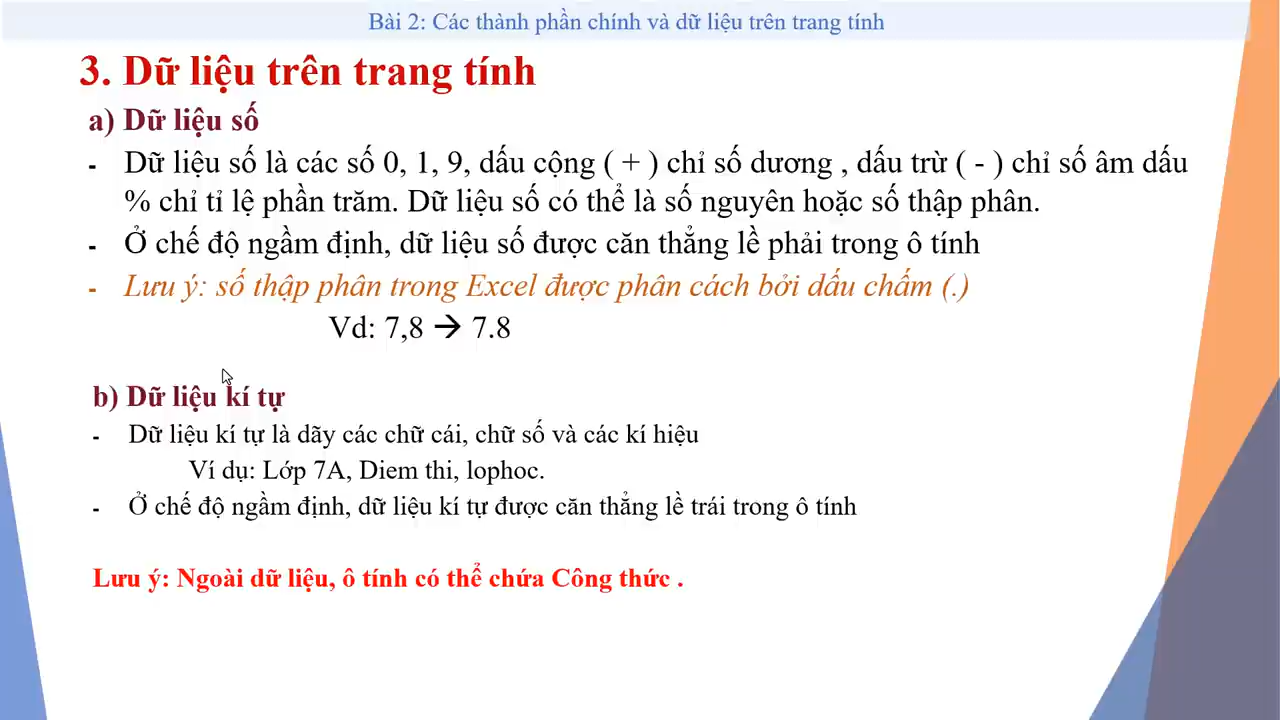 Bài 2: Các thành phần chính và dữ liệu trên trang tính
3. Dữ liệu trên trang tính
a) Dữ liệu số
- Dữ liệu số là các số 0, 1, 9, dấu cộng ( + ) chỉ số dương , dấu trừ ( - ) chỉ số âm dấu
% chỉ tỉ lệ phần trăm. Dữ liệu số có thể là số nguyên hoặc số thập phân.
- Ở chế độ ngầm định, dữ liệu số được căn thẳng lề phải trong ô tính
- Lưu ý: số thập phân trong Excel được phân cách bởi dấu chấm (.)
Vd: 7,8 → 7.8
b) Dữ liệu kí tự
- Dữ liệu kí tự là dãy các chữ cái, chữ số và các kí hiệu
Ví dụ: Lớp 7A, Diem thi, lophoc.
- Ở chế độ ngầm định, dữ liệu kí tự được căn thẳng lề trái trong ô tính
Lưu ý: Ngoài dữ liệu, ô tính có thể chứa Công thức .